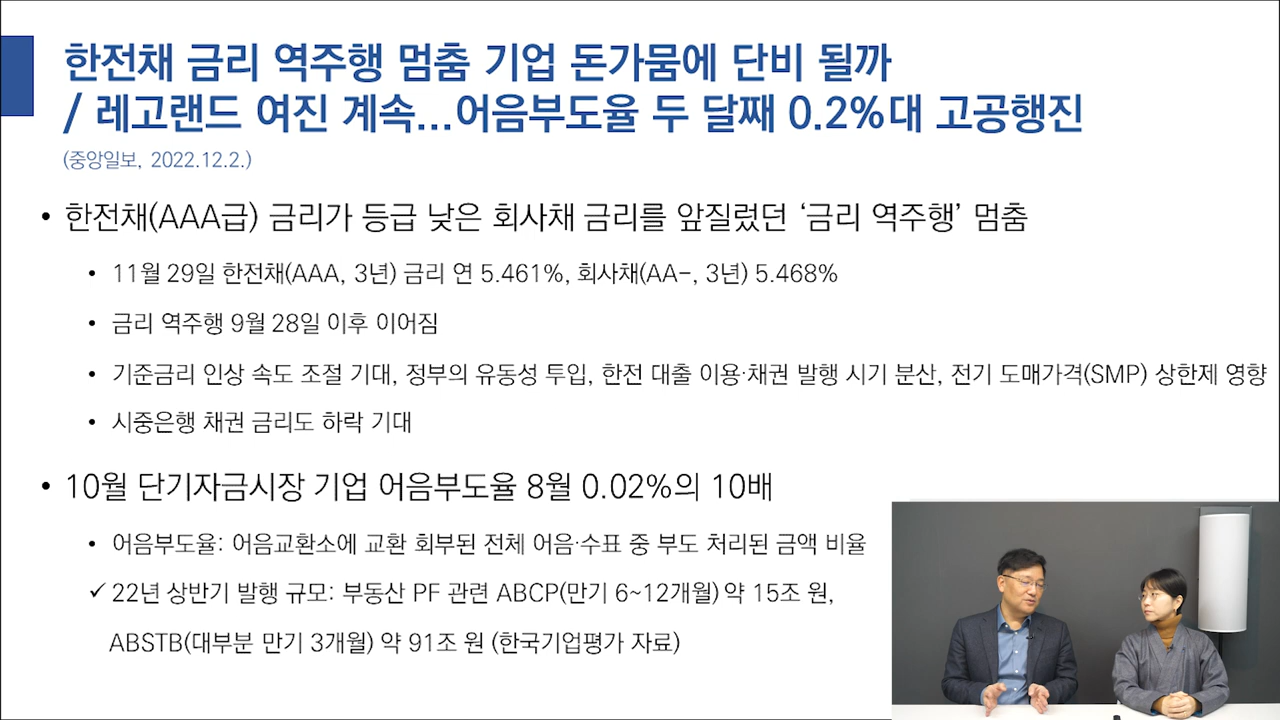 한전채 금리 역주행 멈춤 기업 돈가뭄에 단비 될까
/ 레고랜드 여진 계속...어음부도율 두 달째 0.2%대 고공행진
(중앙일보, 2022.12.2.)
• 한전채(AAA급) 금리가 등급 낮은 회사채 금리를 앞질렀던 ‘금리 역주행’ 멈춤
• 11월 29일 한전채(AAA, 3년) 금리 연 5.461%, 회사채(AA-, 3년) 5.468%
• 금리 역주행 9월 28일 이후 이어짐
• 기준금리 인상 속도 조절 기대, 정부의 유동성 투입, 한전 대출 이용·채권 발행 시기 분산, 전기 도매가격(SMP) 상한제 영향
• 시중은행 채권 금리도 하락 기대
• 10월 단기자금시장 기업 어음부도율 8월 0.02%의 10배
• 어음부도율: 어음교환소에 교환 회부된 전체 어음·수표 중 부도 처리된 금액 비율
✓ 22년 상반기 발행 규모: 부동산 PF 관련 ABCP(만기 6~12개월) 약 15조 원,
ABSTB(대부분 만기 3개월) 약 91조 원 (한국기업평가 자료)